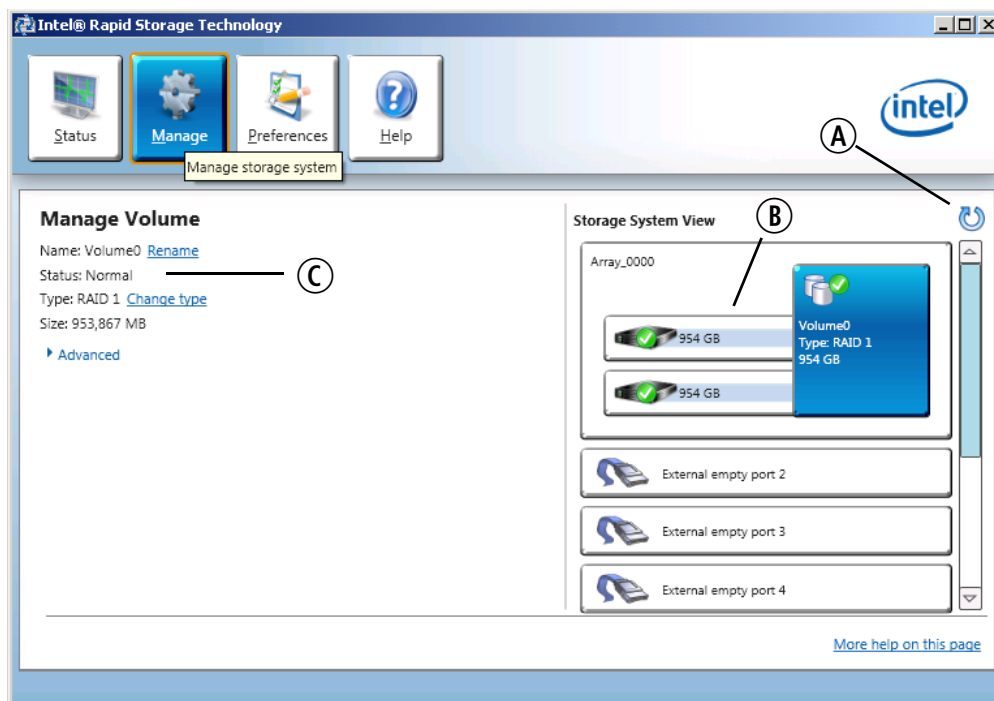 Intel® Rapid Storage Technology
Status
Manage
Preferences
Help
intel
Manage storage system
A
Manage Volume
Name: Volume0 Rename
Status: Normal
C
Type: RAID 1 Change type
Size: 953,867 MB
Advanced
Storage System View
B
Array_0000
954 GB
954 GB
Volume0
Type: RAID 1
954 GB
External empty port 2
External empty port 3
External empty port 4
More help on this page